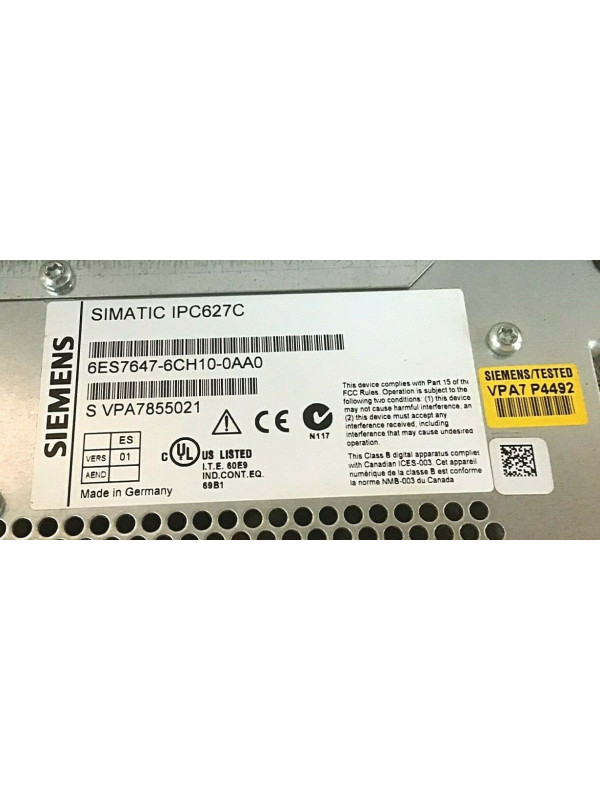 SIEMENS
SIMATIC IPC627C
6ES7647-6CH10-0AA0
S VPA7855021
ES
VERS 01
AEND
Made in Germany
CE
N117
C UL US LISTED
I.T.E. 60E9
IND.CONT.EQ.
69B1
This device complies with Part 15 of the
FCC Rules. Operation is subject to the
following two conditions: (1) this device
may not cause harmful interference, an
(2) this device must accept any
interference received, including
interference that may cause undesired
operation.
This Class B digital apparatus complies
with Canadian ICES-003. Cet appareil
numérique de la classe B est conforme
la norme NMB-003 du Canada
SIEMENS/TESTED
VPA7 P4492